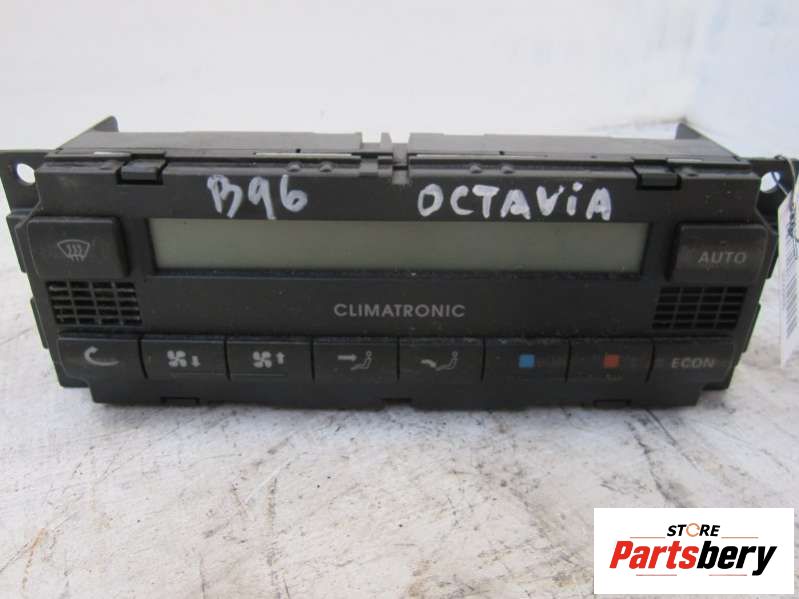 B96 OCTAVIA
AUTO
CLIMATRONIC
ECON
STORE
Partsbery